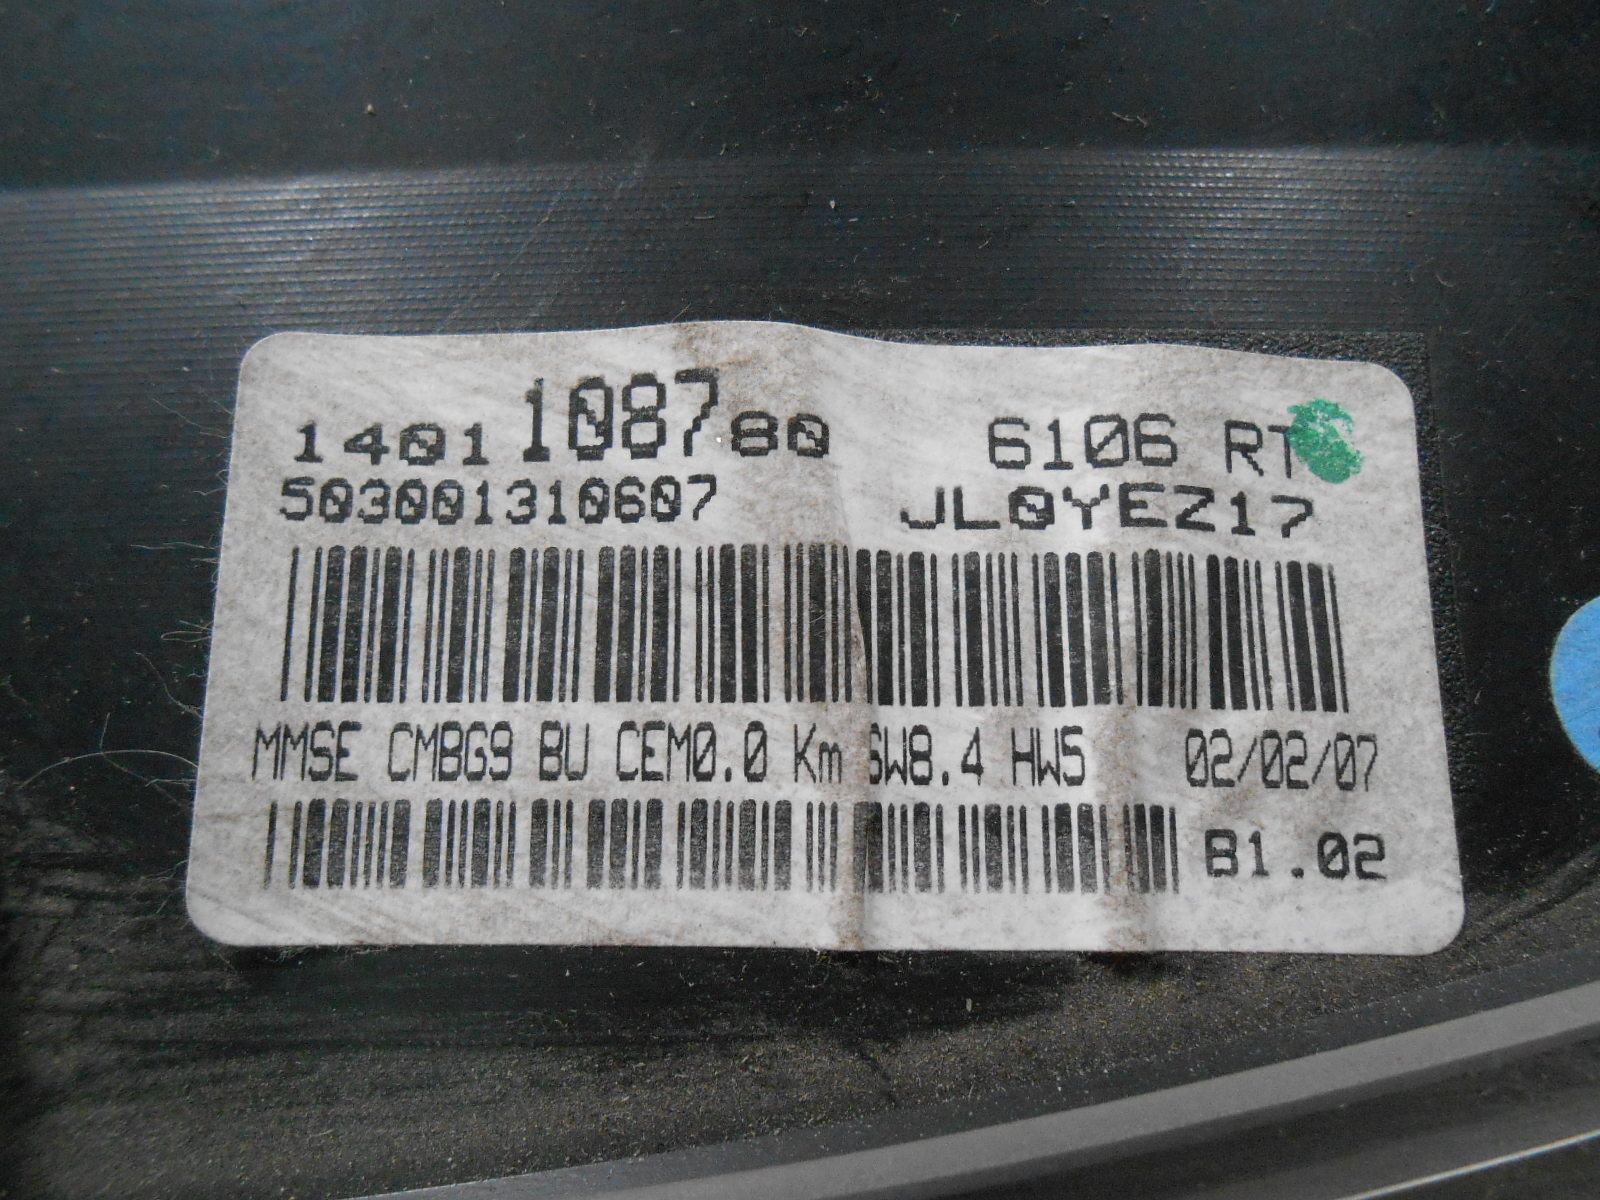 1401108780 6106 RT
503001310607 JL0YEZ17
MMSE CMBG9 BU CEM0.0 Km SW8.4 HW5 02/02/07
B1.02